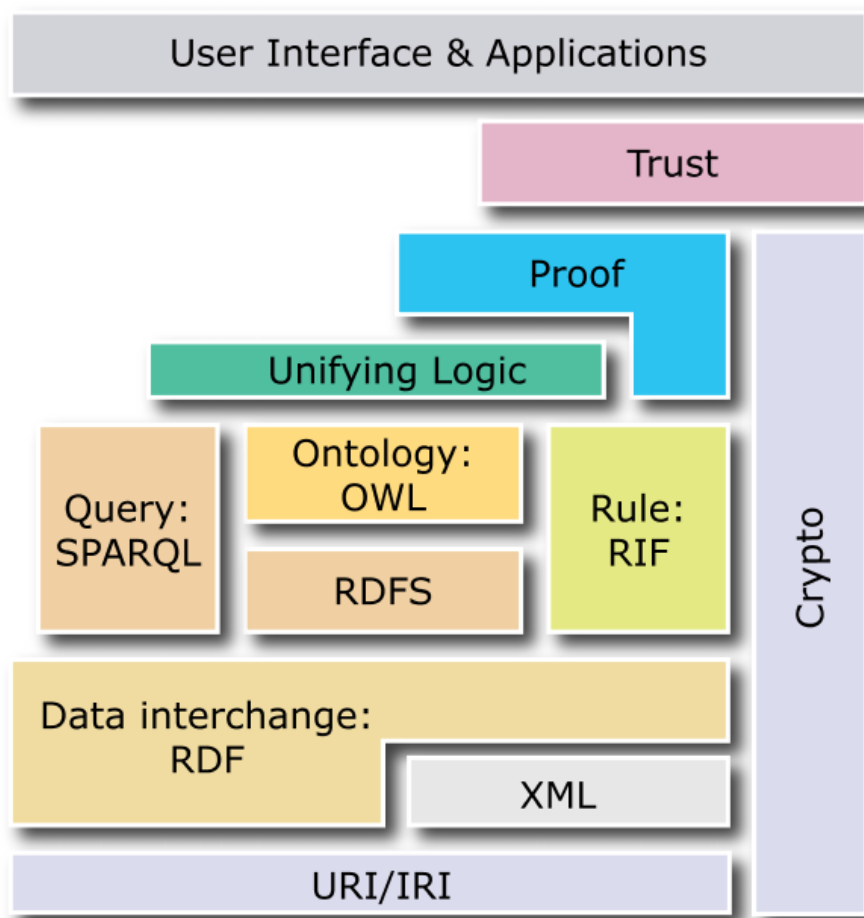 User Interface & Applications
Trust
Proof
Unifying Logic
Query:
SPARQL
Ontology:
OWL
RDFS
Rule:
RIF
Crypto
Data interchange:
RDF
XML
URI/IRI